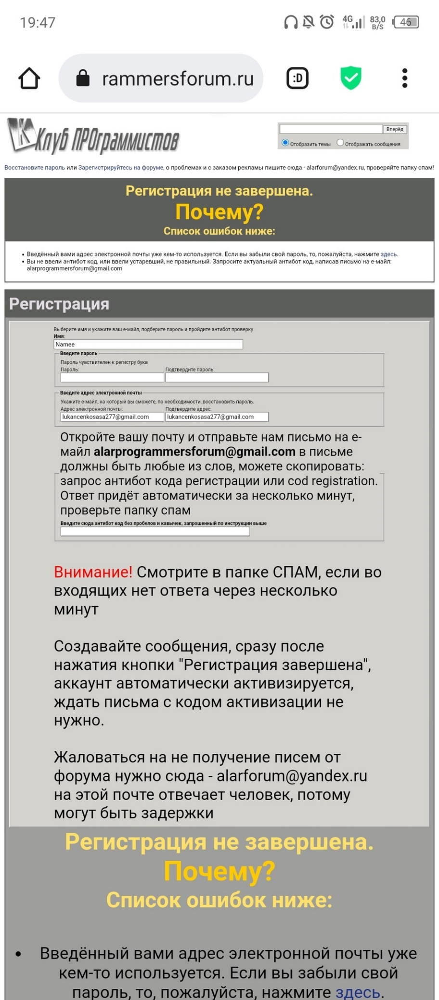 19:47
4G
83,0
B/S
46
rammersforum.ru
:D
Клуб ПРОграммистов
Вперёд
Отобразить темы Отображать сообщения
Восстановите пароль или Зарегистрируйтесь на форуме, о проблемах и с заказом рекламы пишите сюда - alarforum@yandex.ru, проверяйте папку спам!
Регистрация не завершена.
Почему?
Список ошибок ниже:
• Введённый вами адрес электронной почты уже кем-то используется. Если вы забыли свой пароль, то, пожалуйста, нажмите здесь.
• Вы не ввели антибот код, или ввели устаревший, не правильный. Запросите актуальный антибот код, написав письмо на е-майл:
alarprogrammersforum@gmail.com
Регистрация
Выберите имя и укажите ваш е-майл, подберите пароль и пройдите антибот проверку
Имя:
Namee
Введите пароль
Пароль чувствителен к регистру букв
Пароль: Подтвердите пароль:
Введите адрес электронной почты
Укажите е-майл, на который вы сможете, по необходимости, восстановить пароль.
Адрес электронной почты: Подтвердите адрес:
lukancenkosasa277@gmail.com lukancenkosasa277@gmail.com
Откройте вашу почту и отправьте нам письмо на е-
майл alarprogrammersforum@gmail.com в письме
должны быть любые из слов, можете скопировать:
запрос антибот кода регистрации или cod registration.
Ответ придёт автоматически за несколько минут,
проверьте папку спам
Введите сюда антибот код без пробелов и кавычек, запрошенный по инструкции выше
Внимание! Смотрите в папке СПАМ, если во
входящих нет ответа через несколько
минут
Создавайте сообщения, сразу после
нажатия кнопки "Регистрация завершена",
аккаунт автоматически активизируется,
ждать письма с кодом активизации не
нужно.
Жаловаться на не получение писем от
форума нужно сюда - alarforum@yandex.ru
на этой почте отвечает человек, потому
могут быть задержки
Регистрация не завершена.
Почему?
Список ошибок ниже:
• Введённый вами адрес электронной почты уже
кем-то используется. Если вы забыли свой
пароль, то, пожалуйста, нажмите здесь.